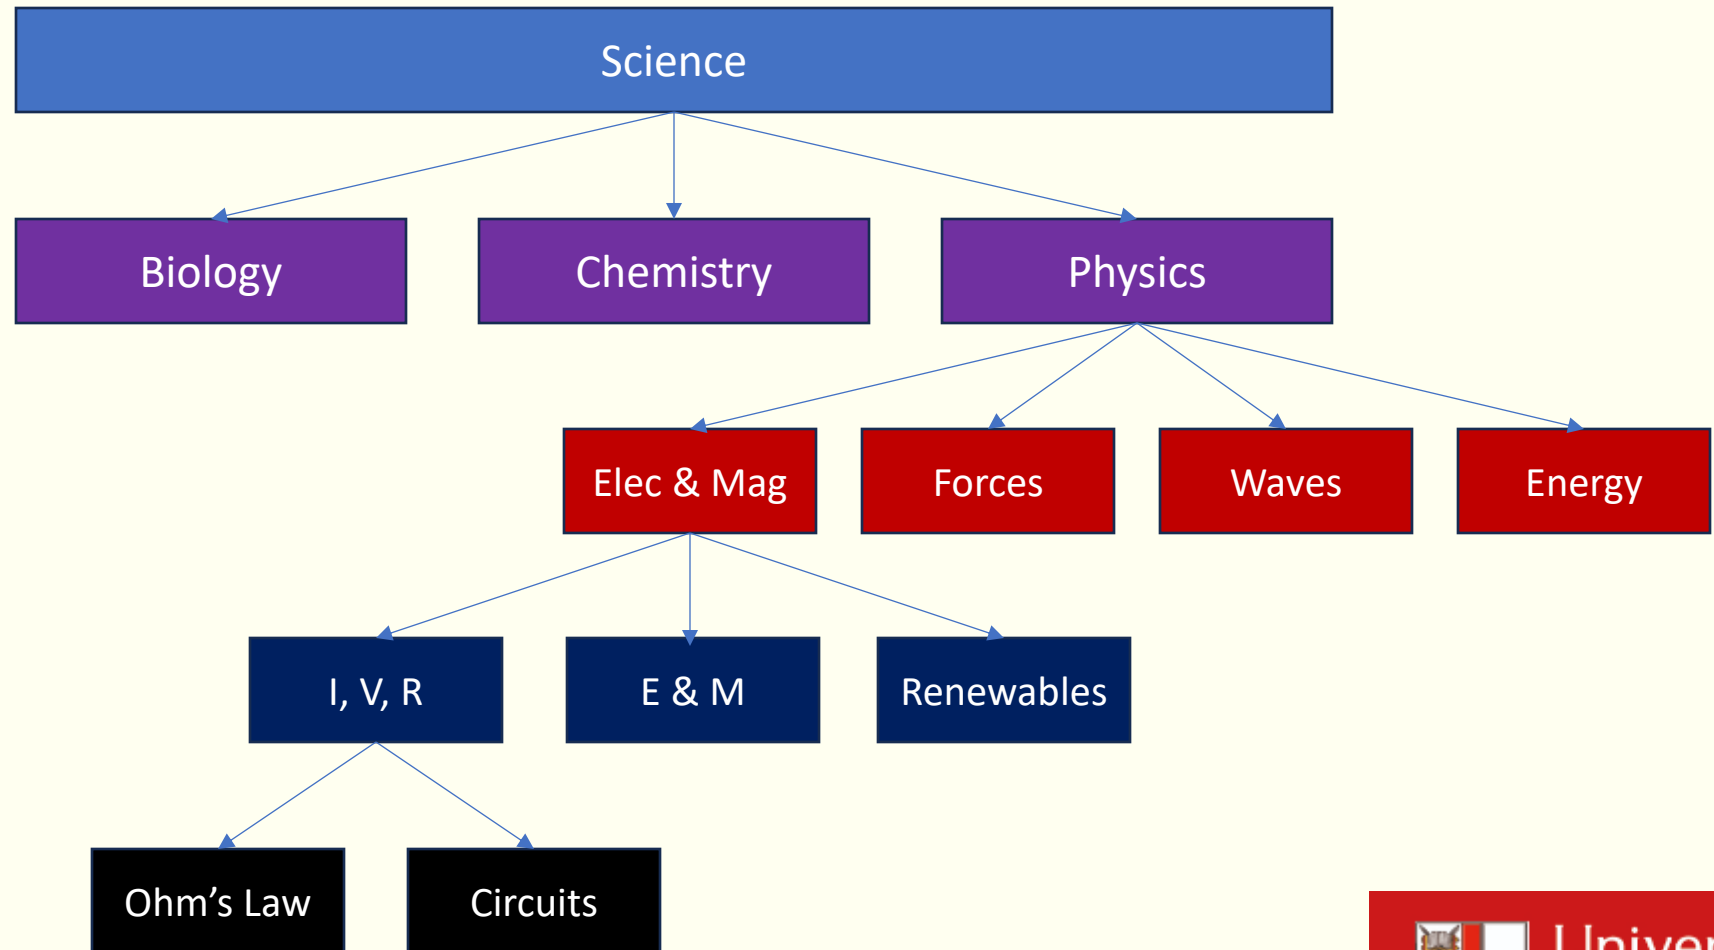 Science
Biology
Chemistry
Physics
Elec & Mag
Forces
Waves
Energy
I, V, R
E & M
Renewables
Ohm’s Law
Circuits